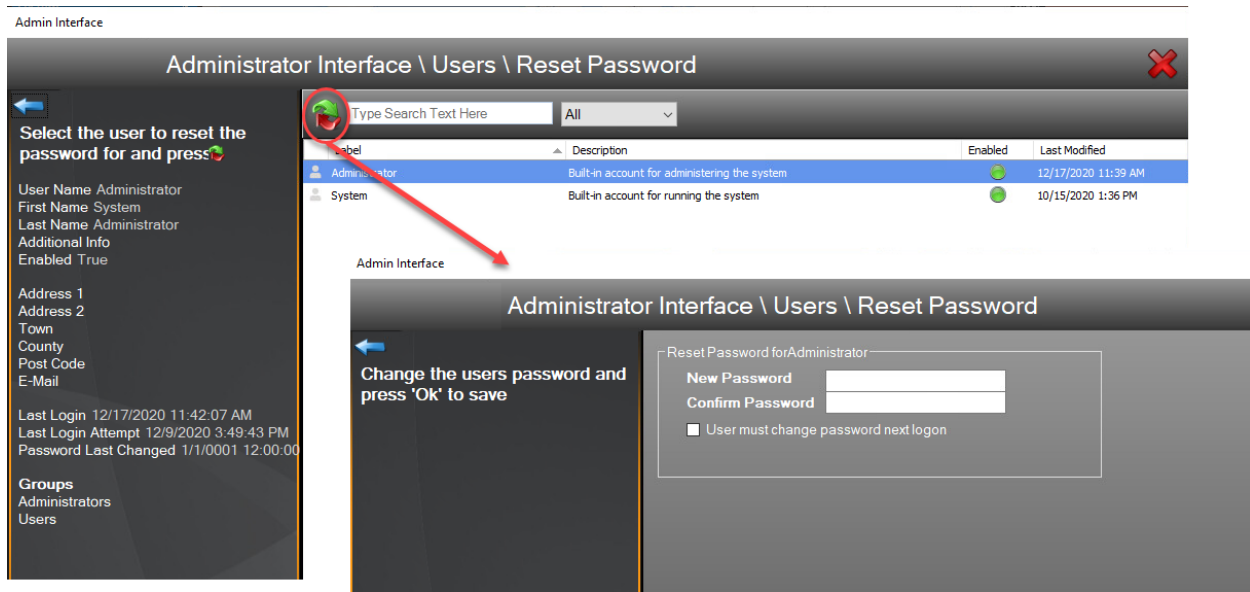 Admin Interface
Administrator Interface \ Users \ Reset Password
Select the user to reset the
password for and press
Type Search Text Here
All
Label Description Enabled Last Modified
Administrator Built-in account for administering the system 12/17/2020 11:39 AM
System Built-in account for running the system 10/15/2020 1:36 PM
User Name Administrator
First Name System
Last Name Administrator
Additional Info
Enabled True
Address 1
Address 2
Town
County
Post Code
E-Mail
Last Login 12/17/2020 11:42:07 AM
Last Login Attempt 12/9/2020 3:49:43 PM
Password Last Changed 1/1/0001 12:00:00
Groups
Administrators
Users
Admin Interface
Administrator Interface \ Users \ Reset Password
Change the users password and
press 'Ok' to save
Reset Password forAdministrator
New Password
Confirm Password
User must change password next logon